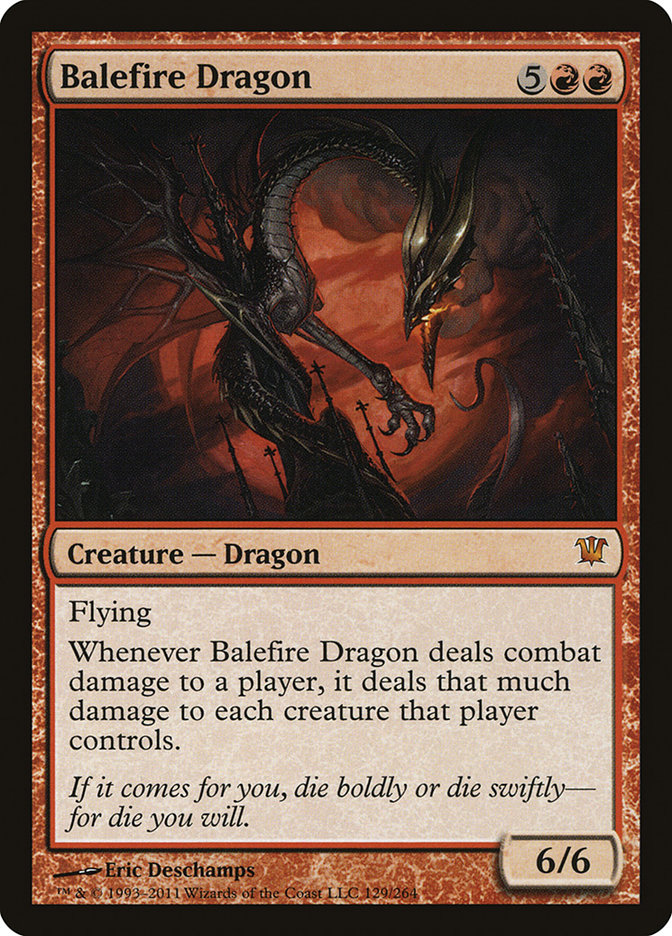 Balefire Dragon 5
Creature — Dragon
Flying
Whenever Balefire Dragon deals combat
damage to a player, it deals that much
damage to each creature that player
controls.
If it comes for you, die boldly or die swiftly—
for die you will.
6/6
Eric Deschamps
™ & © 1993–2011 Wizards of the Coast LLC 129/264